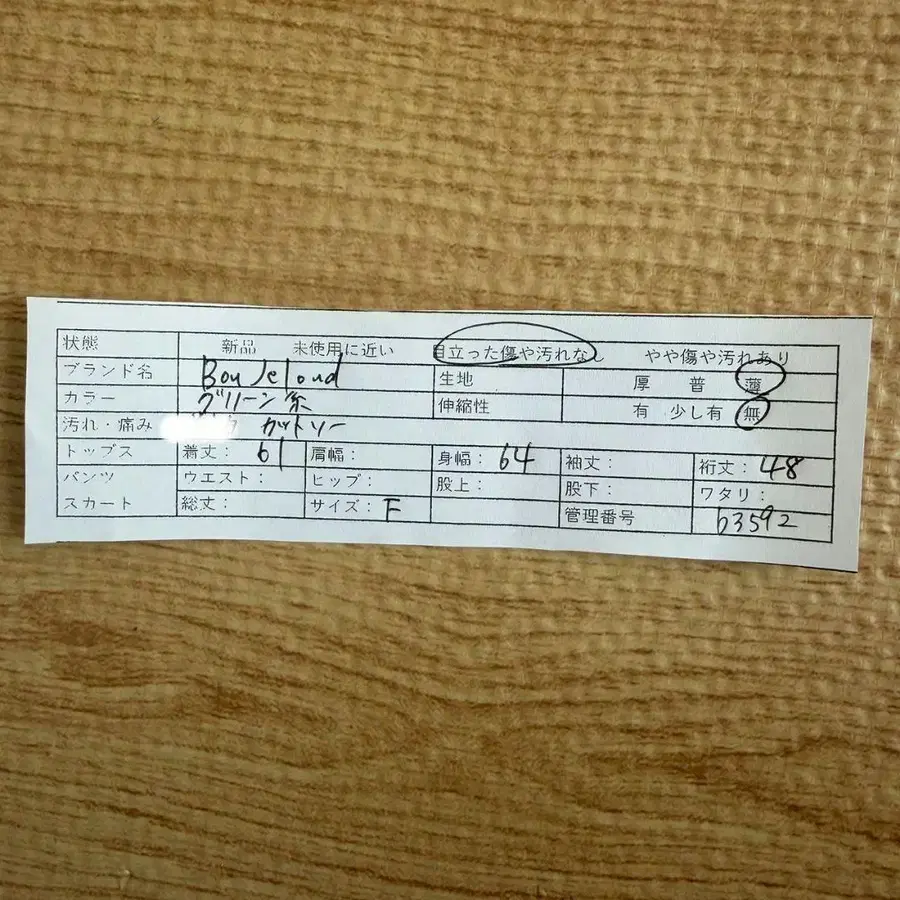 状態 新品 未使用に近い 目立った傷や汚れなし やや傷や汚れあり
ブランド名 BouJeloud 生地 厚 普 薄
カラー グリーン系 伸縮性 有 少し有 無
汚れ・痛み カットソー
トップス 着丈: 61 肩幅: 身幅: 64 袖丈: 裄丈: 48
パンツ ウエスト: ヒップ: 股上: 股下: ワタリ:
スカート 総丈: サイズ: F 管理番号 b3592